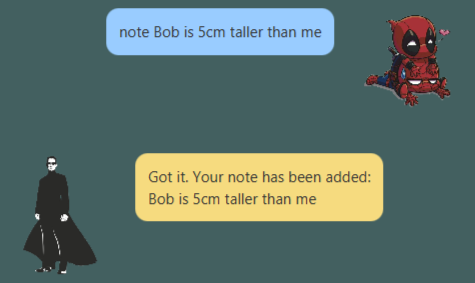 note Bob is 5cm taller than me
Got it. Your note has been added:
Bob is 5cm taller than me